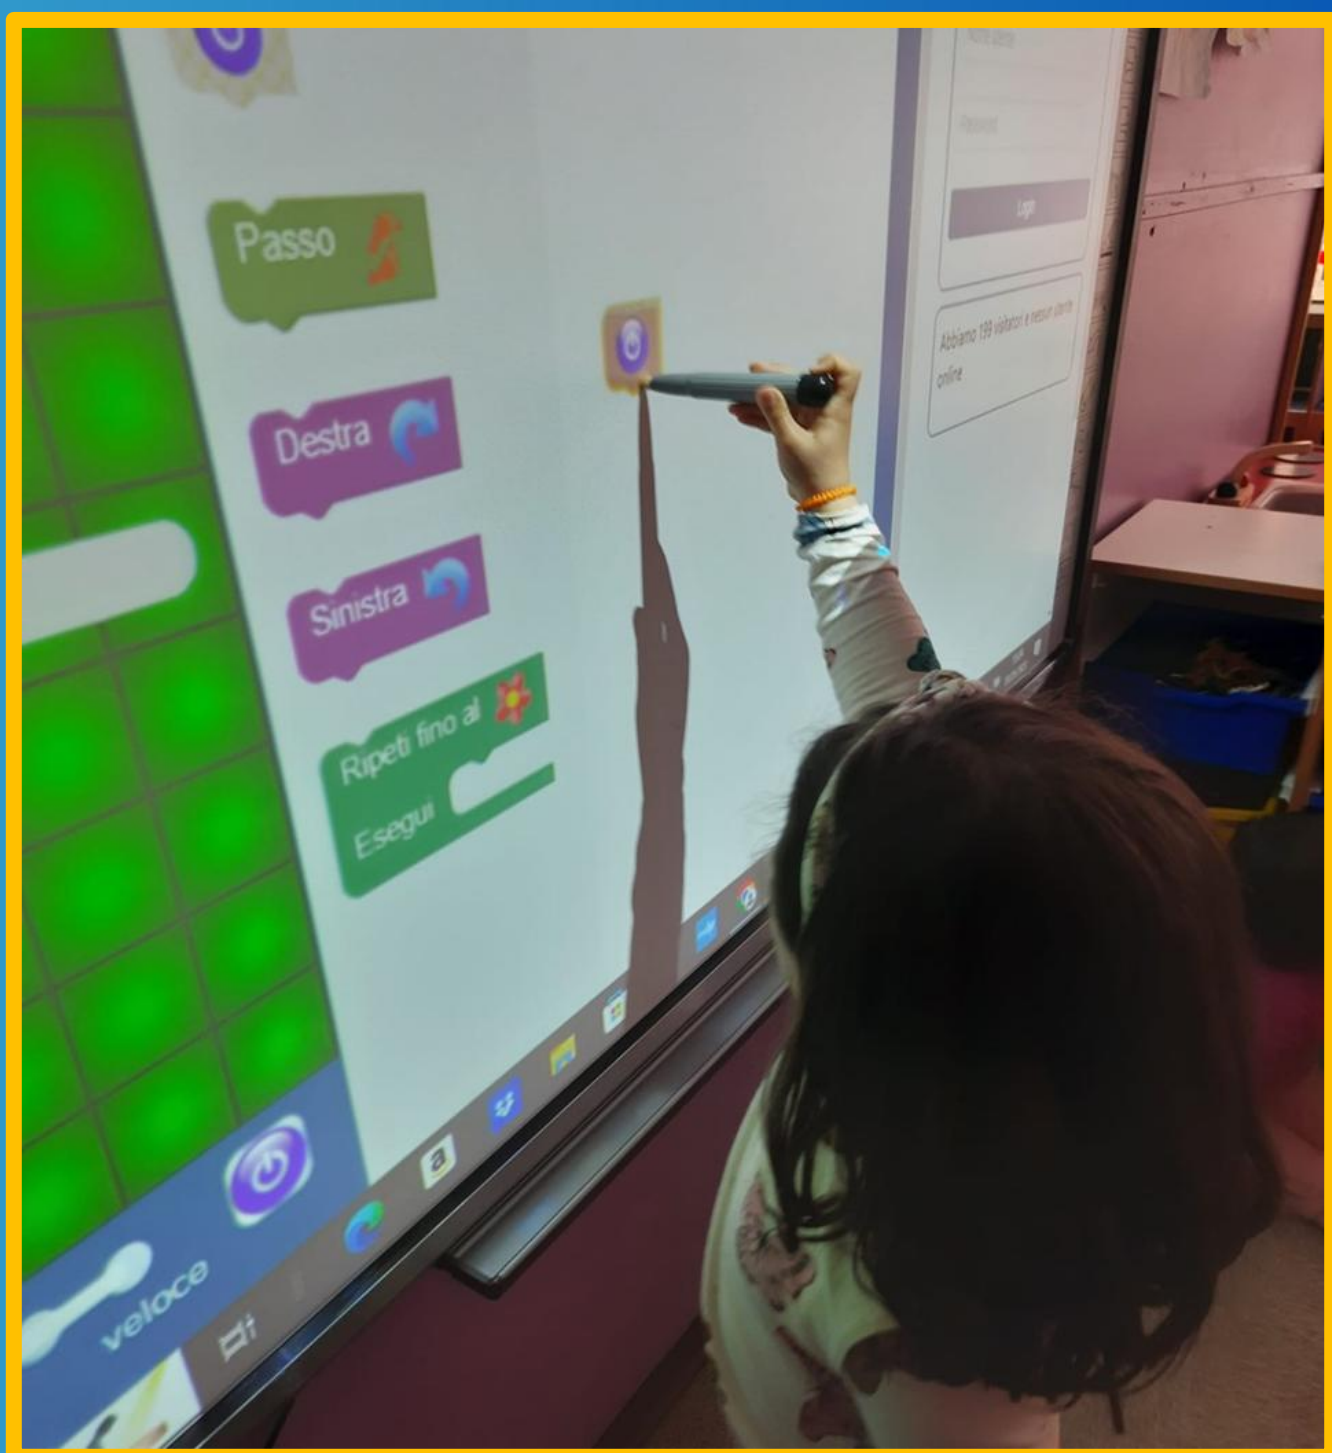 Passo
Destra
Sinistra
Ripeti fino al
Esegui
veloce
Login
Abbiamo 199 visitatori e nessun utente
online
a